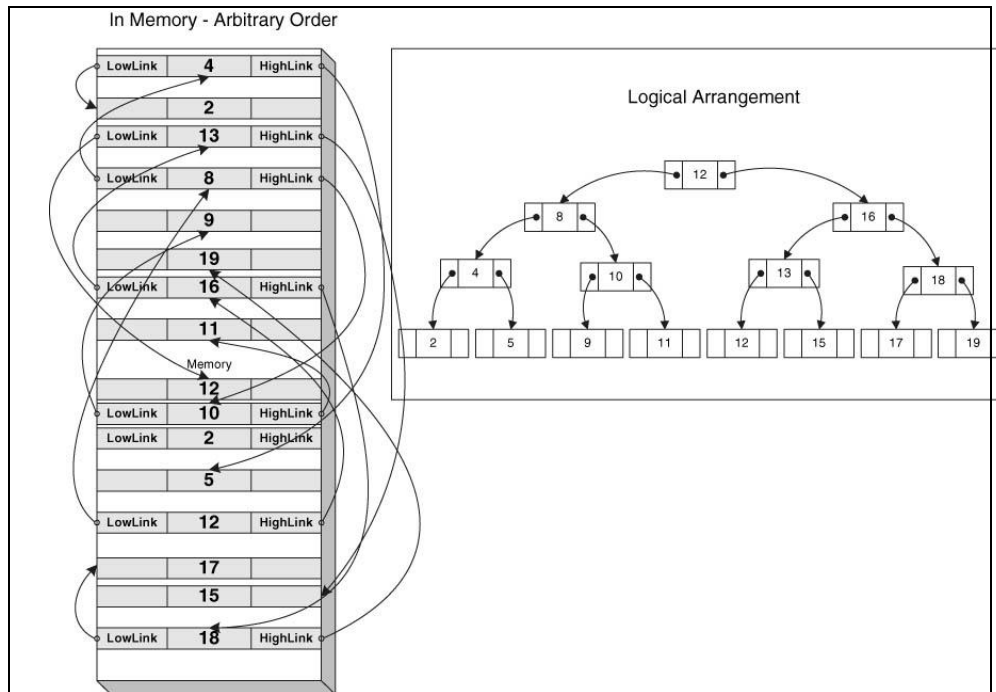 In Memory - Arbitrary Order
LowLink 4 HighLink
2
LowLink 13 HighLink
LowLink 8 HighLink
9
19
LowLink 16 HighLink
11
Memory
12
LowLink 10 HighLink
LowLink 2 HighLink
5
LowLink 12 HighLink
17
15
LowLink 18 HighLink
Logical Arrangement
12
8 16
4 10 13 18
2 5 9 11 12 15 17 19